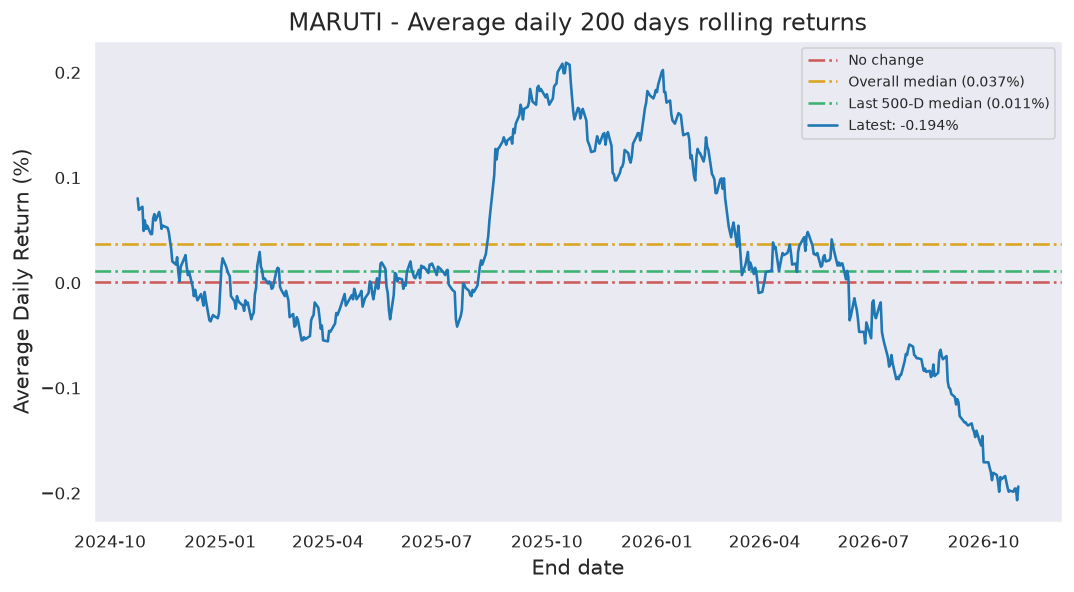 MARUTI - Average daily 200 days rolling returns
No change
Overall median (0.037%)
Last 500-D median (0.011%)
Latest: -0.194%
Average Daily Return (%)
0.2
0.1
0.0
−0.1
−0.2
2024-10 2025-01 2025-04 2025-07 2025-10 2026-01 2026-04 2026-07 2026-10
End date